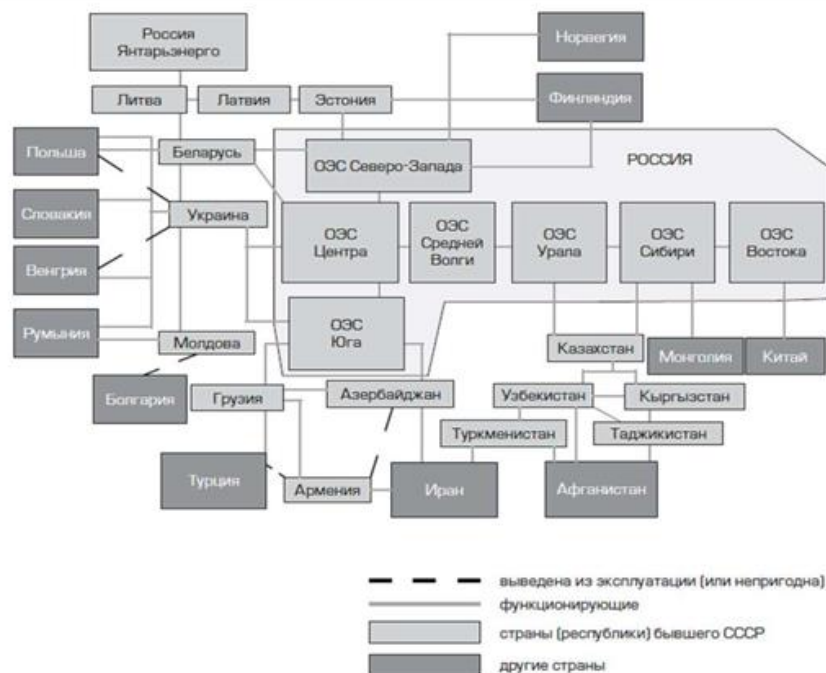 Россия
Янтарьэнерго
Норвегия
Литва
Латвия
Эстония
Финляндия
Польша
Беларусь
ОЭС Северо-Запада
РОССИЯ
Словакия
Украина
ОЭС
Центра
ОЭС
Средней
Волги
ОЭС
Урала
ОЭС
Сибири
ОЭС
Востока
Венгрия
Румыния
Молдова
ОЭС
Юга
Казахстан
Монголия
Китай
Болгария
Грузия
Азербайджан
Узбекистан
Кыргызстан
Туркменистан
Таджикистан
Турция
Армения
Иран
Афганистан
выведена из эксплуатации (или непригодна)
функционирующие
страны (республики) бывшего СССР
другие страны